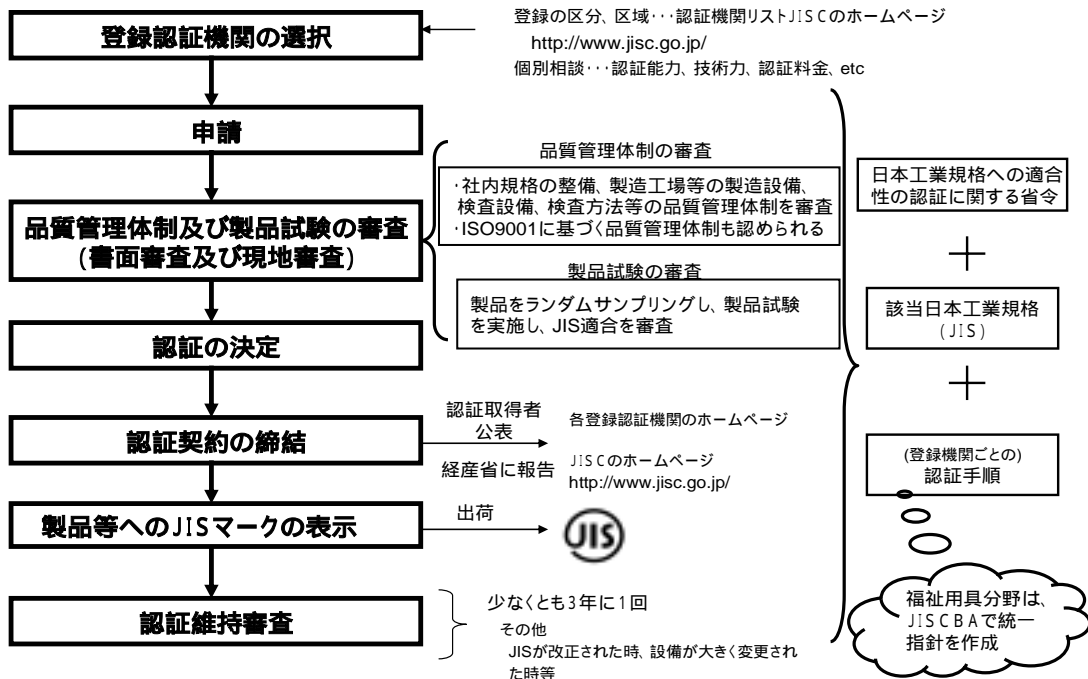 登録認証機関の選択
登録の区分、区域・・・認証機関リストJISCのホームページ
http://www.jisc.go.jp/
個別相談・・・認証能力、技術力、認証料金、etc
申請
品質管理体制及び製品試験の審査
(書面審査及び現地審査)
品質管理体制の審査
・社内規格の整備、製造工場等の製造設備、
検査設備、検査方法等の品質管理体制を審査
・ISO9001に基づく品質管理体制も認められる
製品試験の審査
製品をランダムサンプリングし、製品試験
を実施し、JIS適合を審査
認証の決定
認証契約の締結
認証取得者
公表
各登録認証機関のホームページ
経産省に報告
JISCのホームページ
http://www.jisc.go.jp/
製品等へのJISマークの表示
出荷
JIS
認証維持審査
少なくとも3年に1回
その他
JISが改正された時、設備が大きく変更され
た時等
日本工業規格への適合
性の認証に関する省令
＋
該当日本工業規格
(JIS)
＋
(登録機関ごとの)
認証手順
福祉用具分野は、
JISCBAで統一
指針を作成